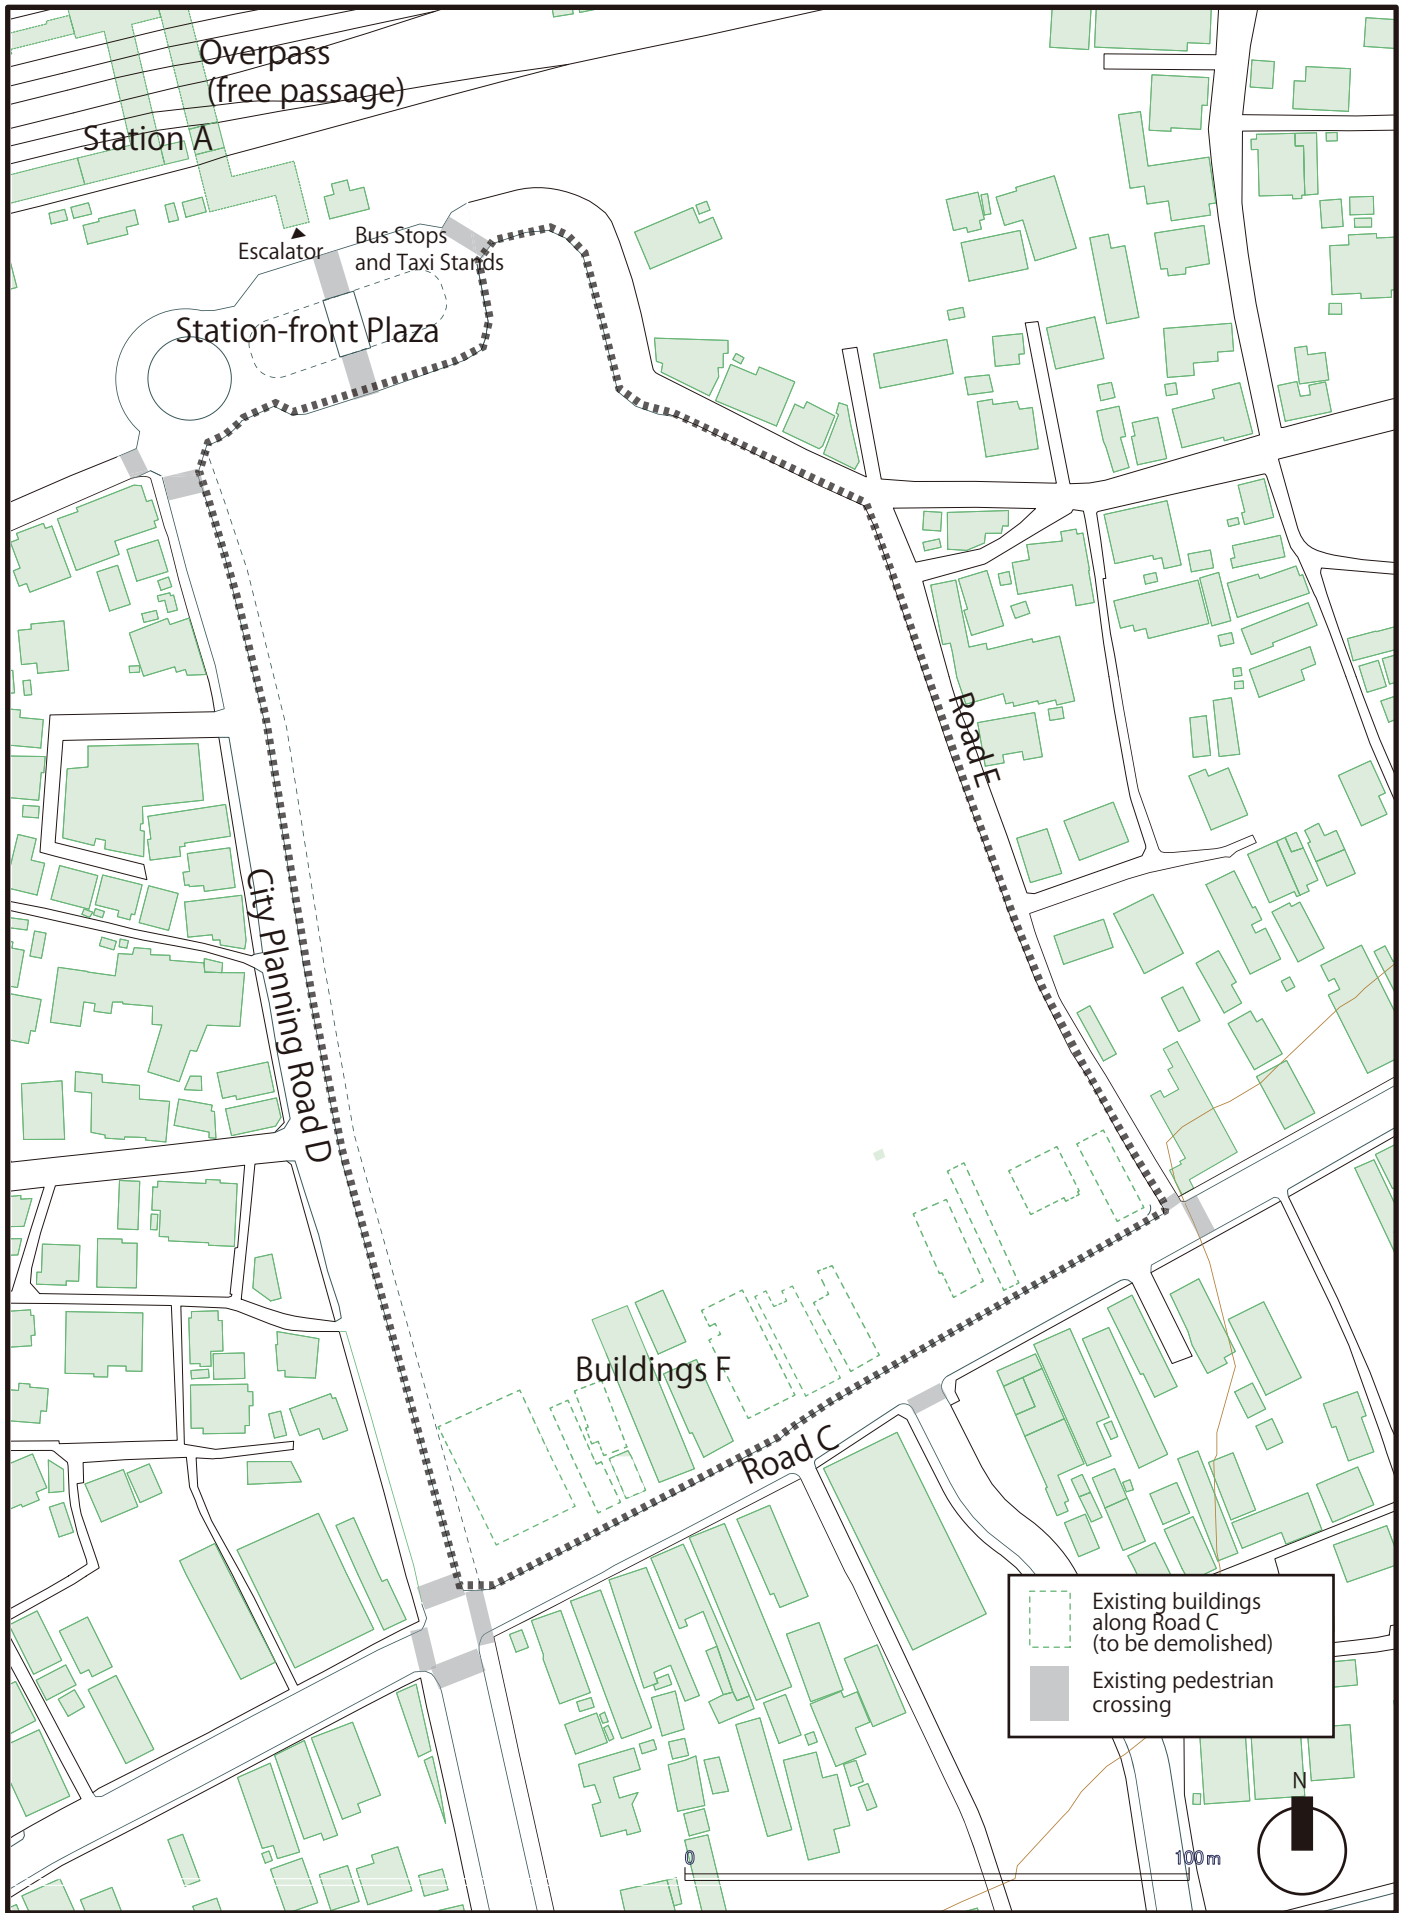 Overpass
(free passage)
Station A
Escalator
Bus Stops
and Taxi Stands
Station-front Plaza
Road E
City Planning Road D
Buildings F
Road C
Existing buildings
along Road C
(to be demolished)
Existing pedestrian
crossing
N
0
100m